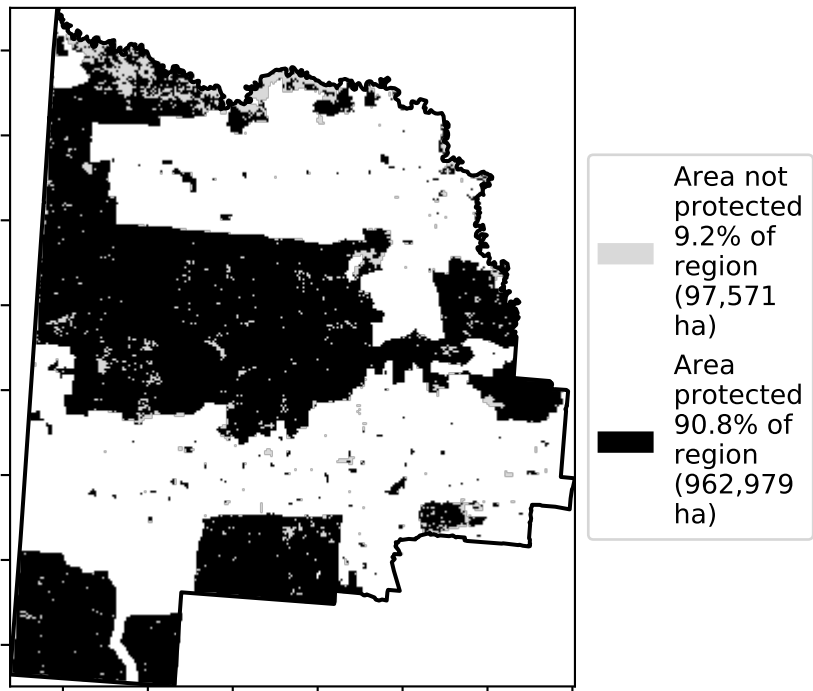 Area not
protected
9.2% of
region
(97,571
ha)
Area
protected
90.8% of
region
(962,979
ha)